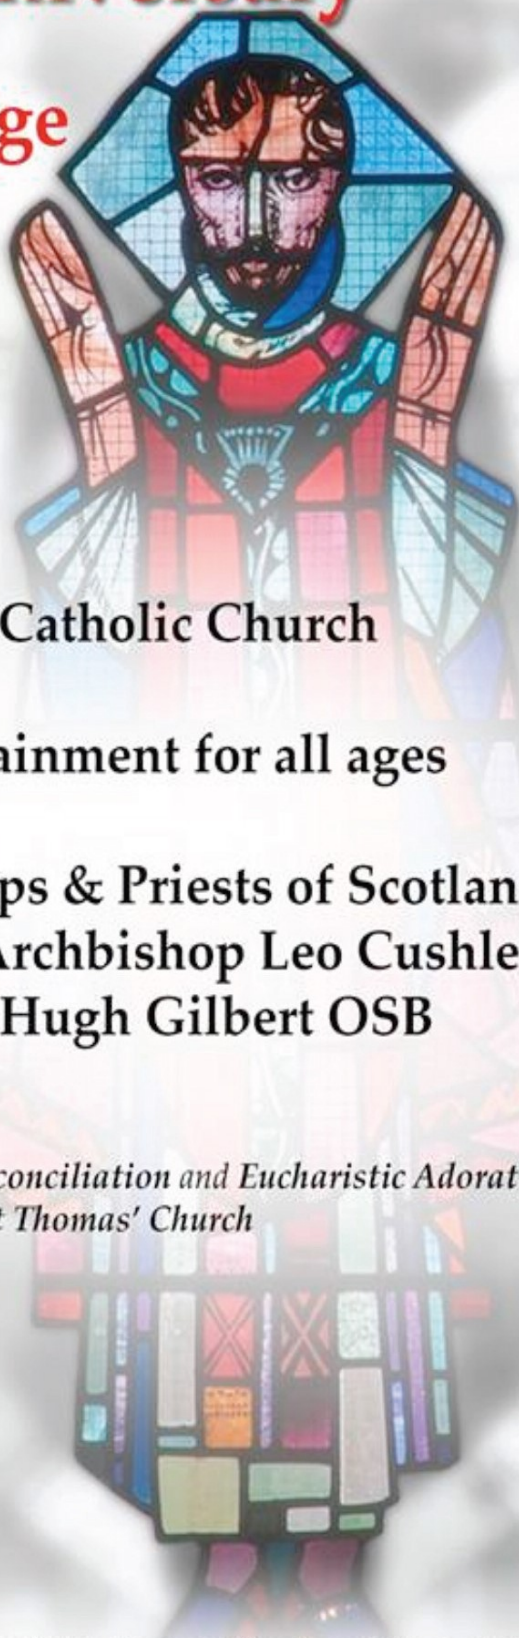 ge
Catholic Church
ainment for all ages
ps & Priests of Scotlan
Archbishop Leo Cushle
Hugh Gilbert OSB
conciliation and Eucharistic Adorat
t Thomas' Church